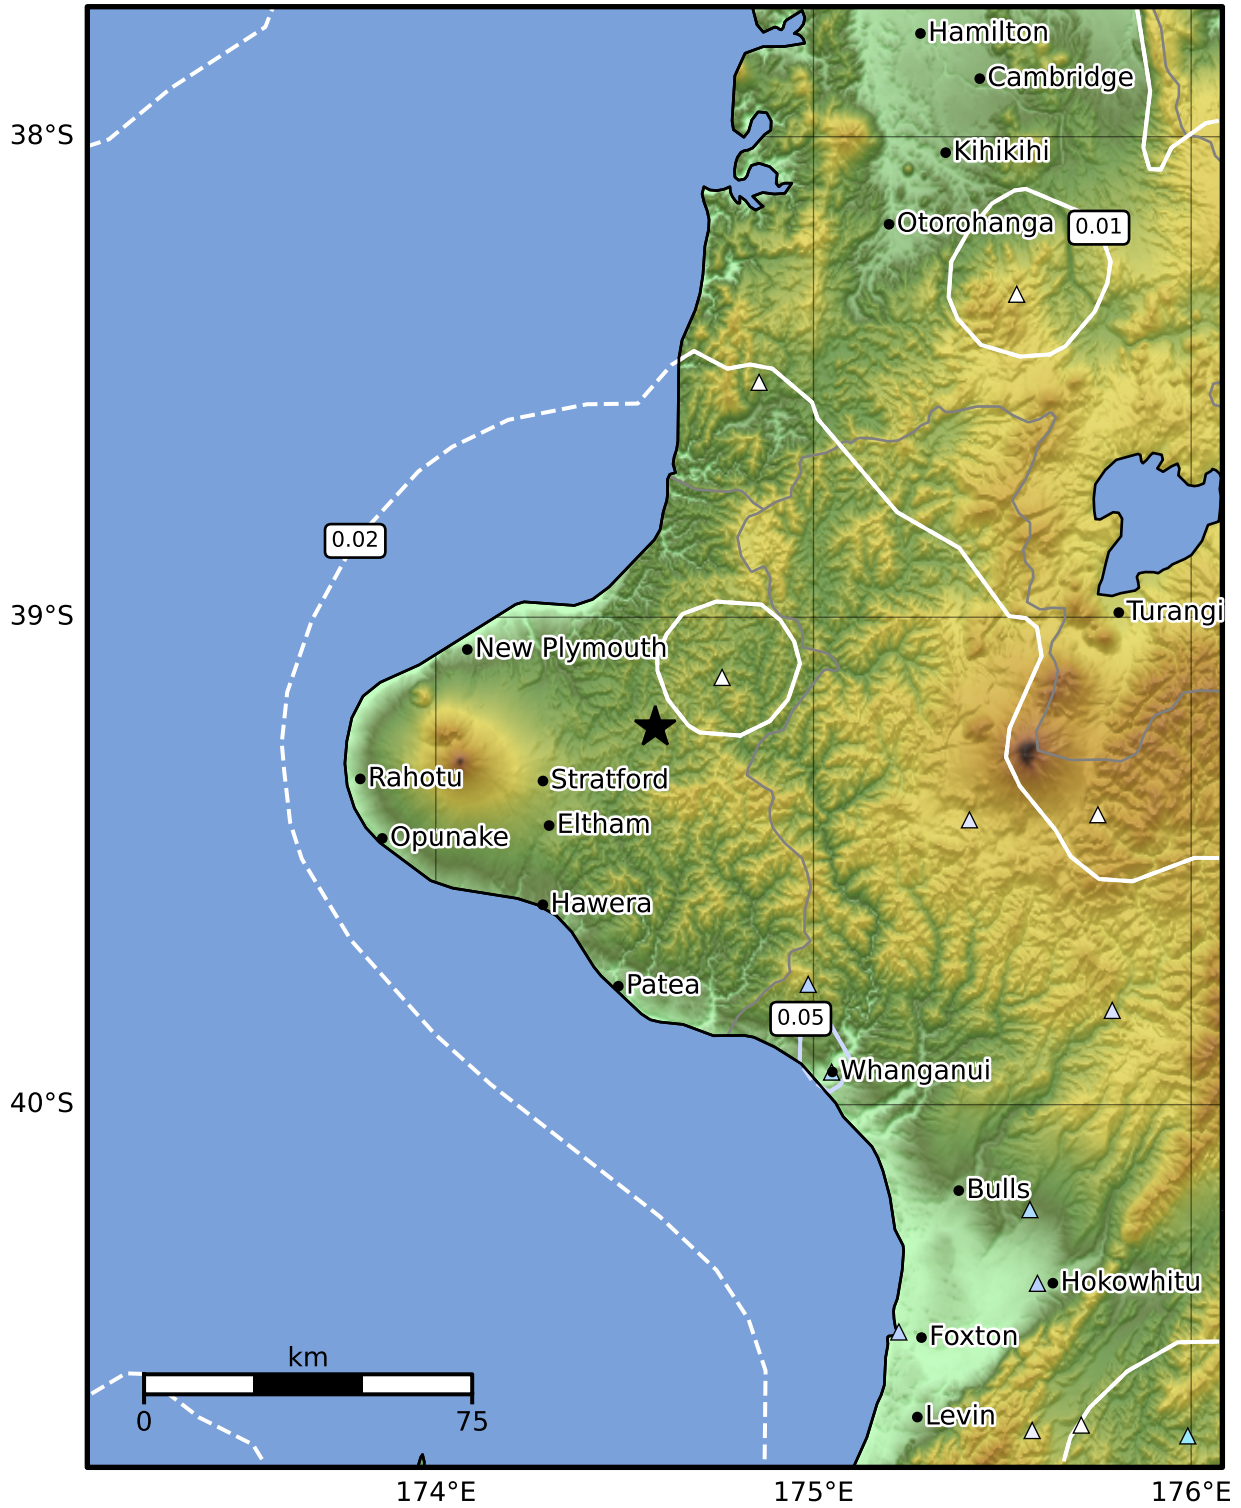 Hamilton
Cambridge
38°S
Kihikihi
Otorohanga
0.01
0.02
Turangi
39°S
New Plymouth
Rahotu
Stratford
Eltham
Opunake
Hawera
Patea
0.05
Whanganui
40°S
Bulls
Hokowhitu
Foxton
km
0 75
Levin
174°E 175°E 176°E